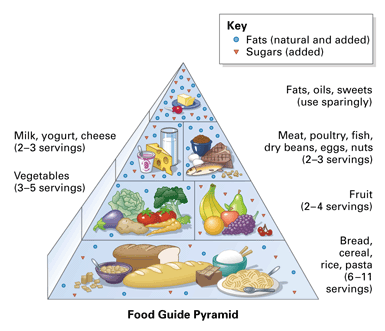 Key
Fats (natural and added)
Sugars (added)
Fats, oils, sweets
(use sparingly)
Milk, yogurt, cheese
(2–3 servings)
Meat, poultry, fish,
dry beans, eggs, nuts
(2–3 servings)
Vegetables
(3–5 servings)
Fruit
(2–4 servings)
Bread,
cereal,
rice, pasta
(6–11
servings)
Food Guide Pyramid